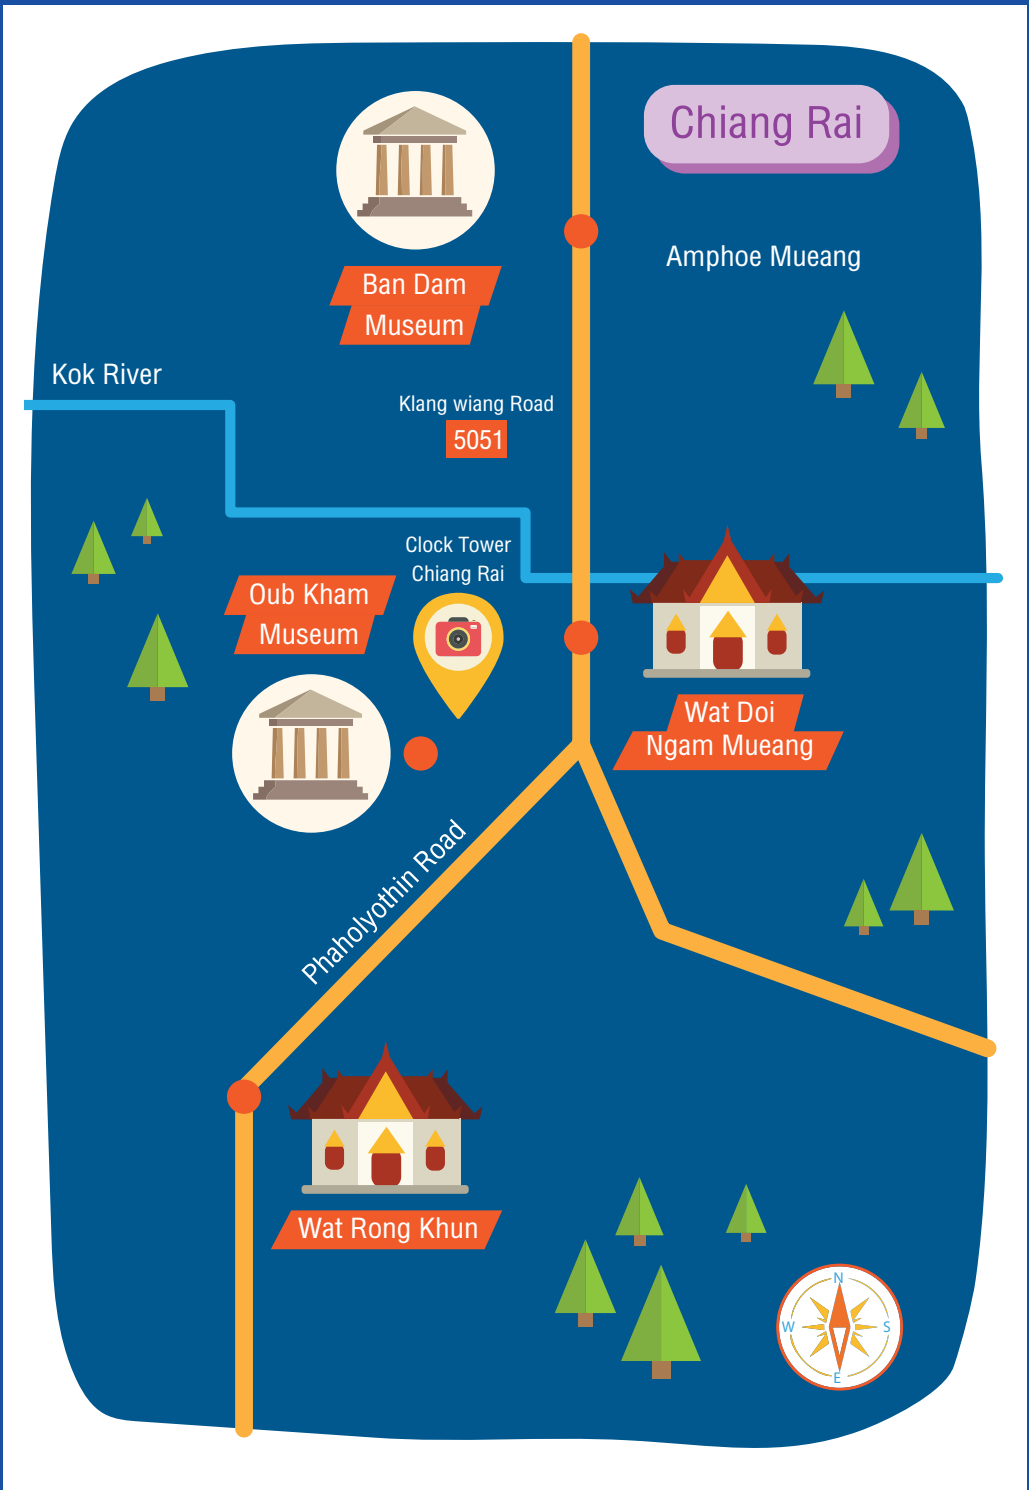 Chiang Rai
Amphoe Mueang
Ban Dam
Museum
Kok River
Klang wiang Road
5051
Clock Tower
Chiang Rai
Oub Kham
Museum
Wat Doi
Ngam Mueang
Phaholyothin Road
Wat Rong Khun
N
W
S
E